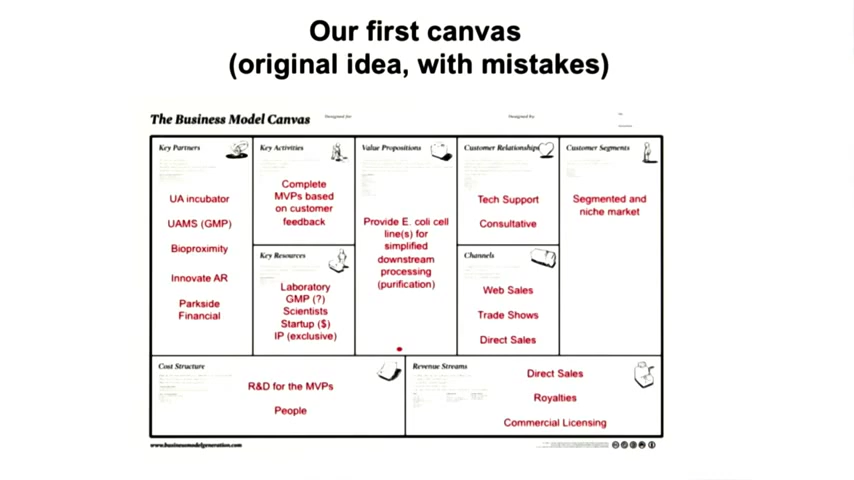 Our first canvas
(original idea, with mistakes)
The Business Model Canvas
Designed for
Designed by
Key Partners
UA incubator
UAMS (GMP)
Bioproximity
Innovate AR
Parkside
Financial
Key Activities
Complete
MVPs based
on customer
feedback
Key Resources
Laboratory
GMP (?)
Scientists
Startup ($)
IP (exclusive)
Value Propositions
Provide E. coli cell
line(s) for
simplified
downstream
processing
(purification)
Customer Relationships
Tech Support
Consultative
Channels
Web Sales
Trade Shows
Direct Sales
Customer Segments
Segmented and
niche market
Cost Structure
R&D for the MVPs
People
Revenue Streams
Direct Sales
Royalties
Commercial Licensing
www.businessmodelgeneration.com